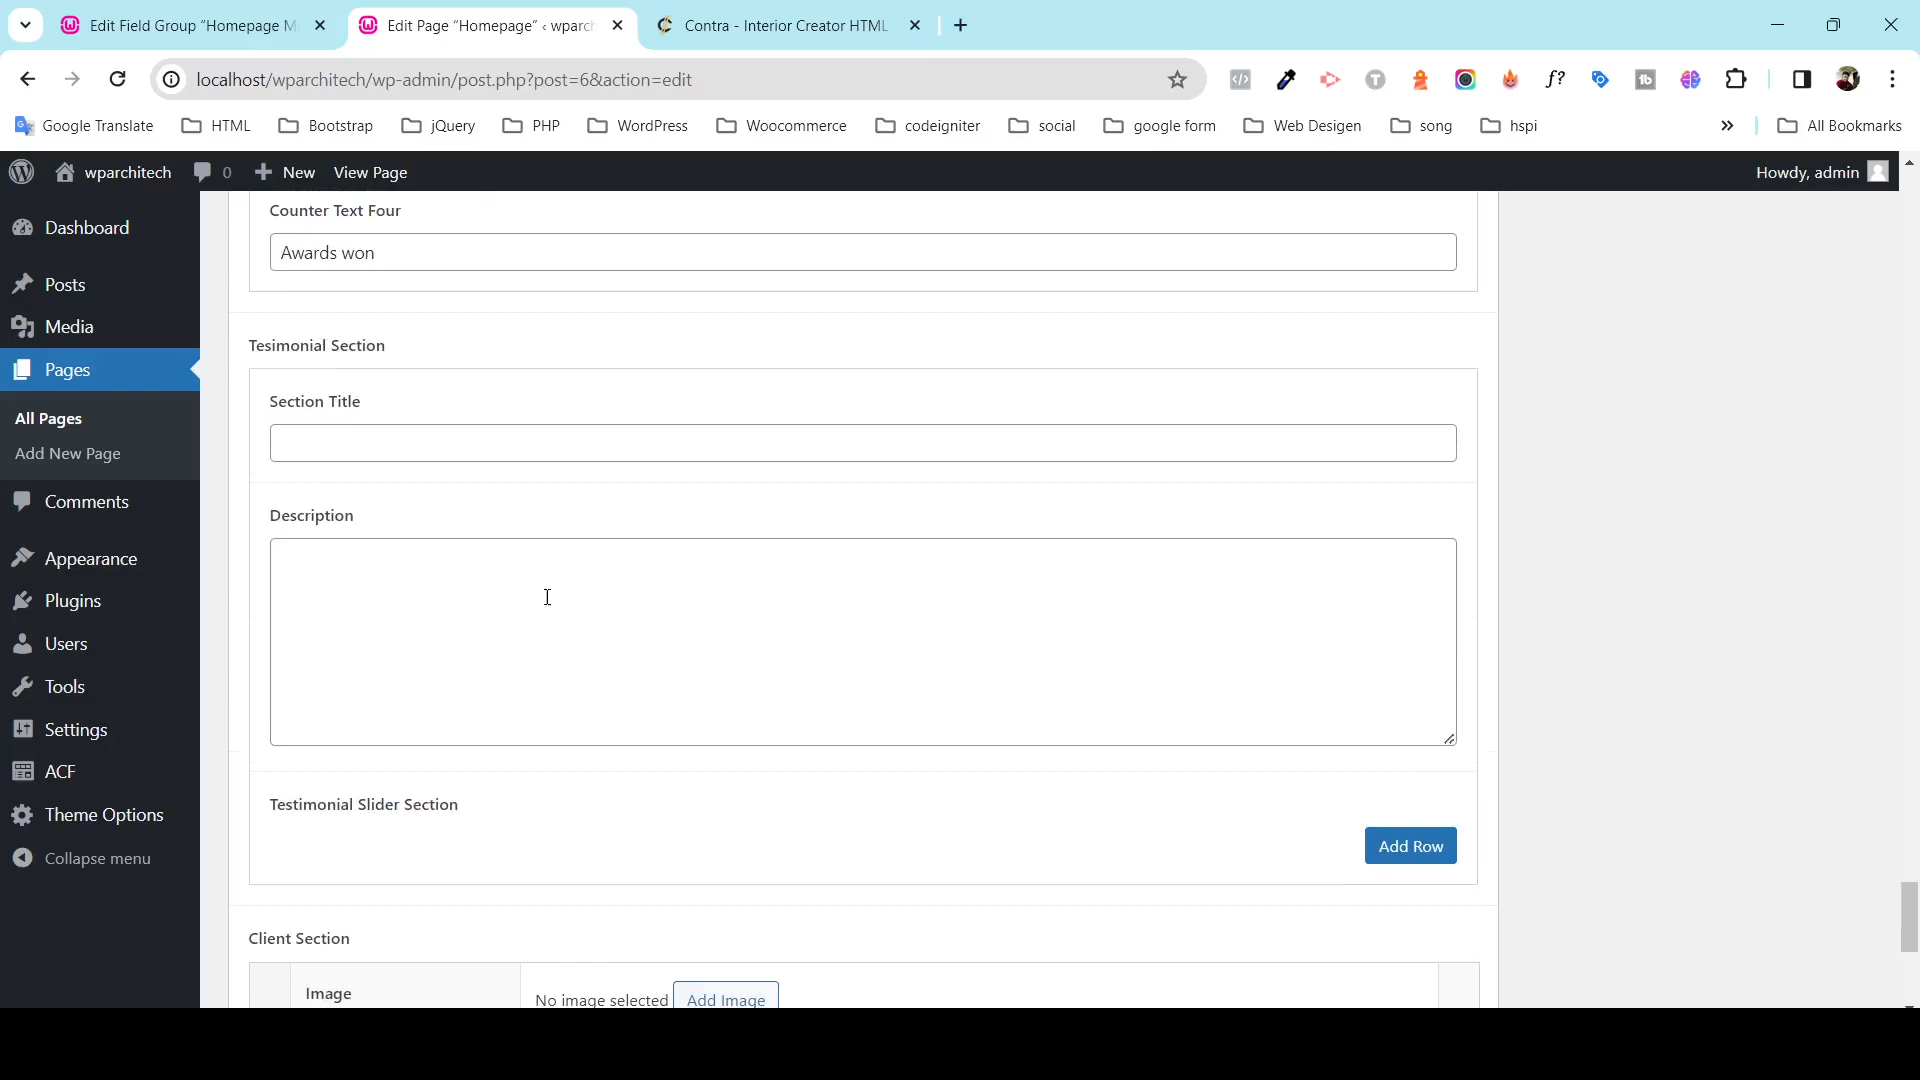 Edit Field Group “Homepage M
Edit Page “Homepage” ‹ wparch
Contra - Interior Creator HTML
localhost/wparchitech/wp-admin/post.php?post=6&action=edit
Google Translate
HTML
Bootstrap
jQuery
PHP
WordPress
Woocommerce
codeigniter
social
google form
Web Desigen
song
hspi
All Bookmarks
wparchitech
0
New
View Page
Howdy, admin
Dashboard
Posts
Media
Pages
All Pages
Add New Page
Comments
Appearance
Plugins
Users
Tools
Settings
ACF
Theme Options
Collapse menu
Counter Text Four
Awards won
Tesimonial Section
Section Title
Description
Testimonial Slider Section
Add Row
Client Section
Image
No image selected
Add Image